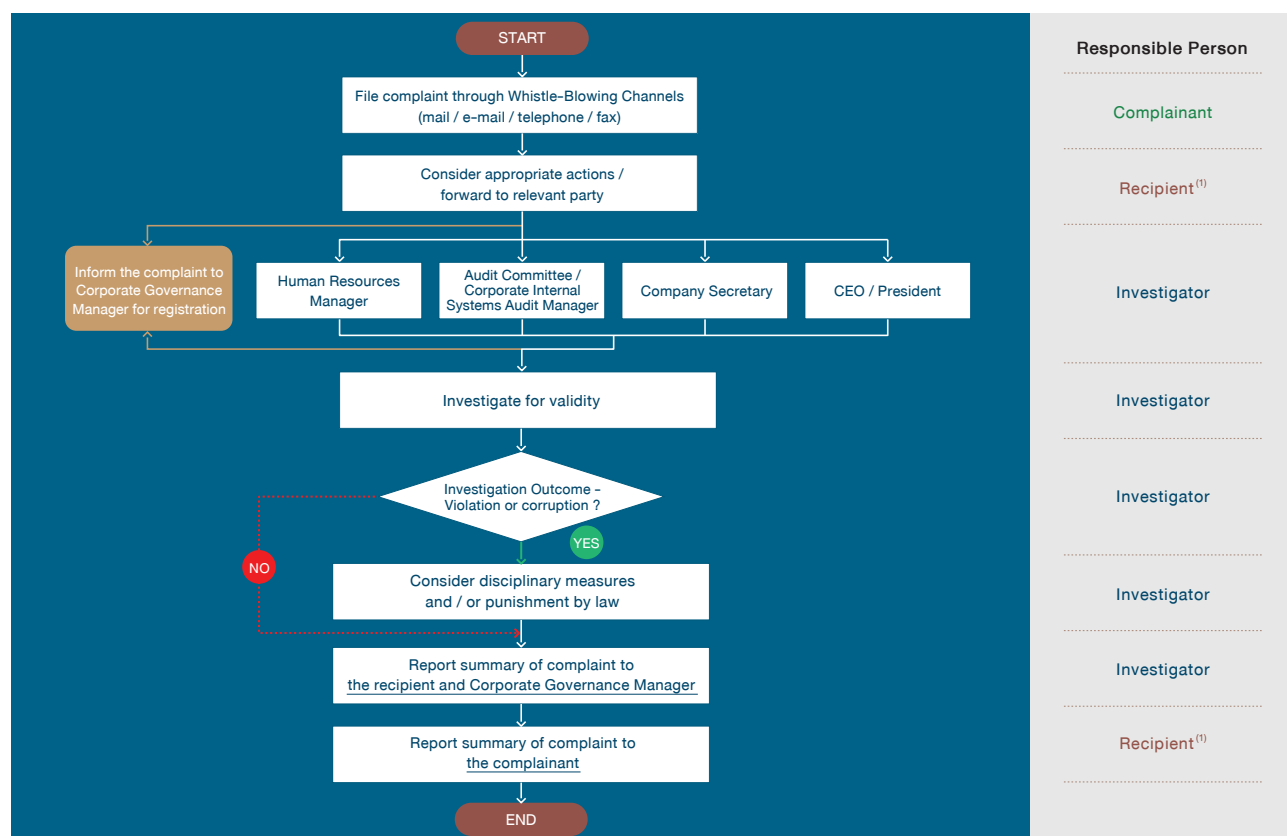 START
Responsible Person
File complaint through Whistle-Blowing Channels
(mail / e-mail / telephone / fax)
Complainant
Consider appropriate actions /
forward to relevant party
Recipient(1)
Inform the complaint to
Corporate Governance
Manager for registration
Human Resources
Manager
Audit Committee /
Corporate Internal
Systems Audit Manager
Company Secretary
CEO / President
Investigator
Investigate for validity
Investigator
Investigation Outcome -
Violation or corruption ?
Investigator
YES
NO
Consider disciplinary measures
and / or punishment by law
Investigator
Report summary of complaint to
the recipient and Corporate Governance Manager
Investigator
Report summary of complaint to
the complainant
Recipient(1)
END